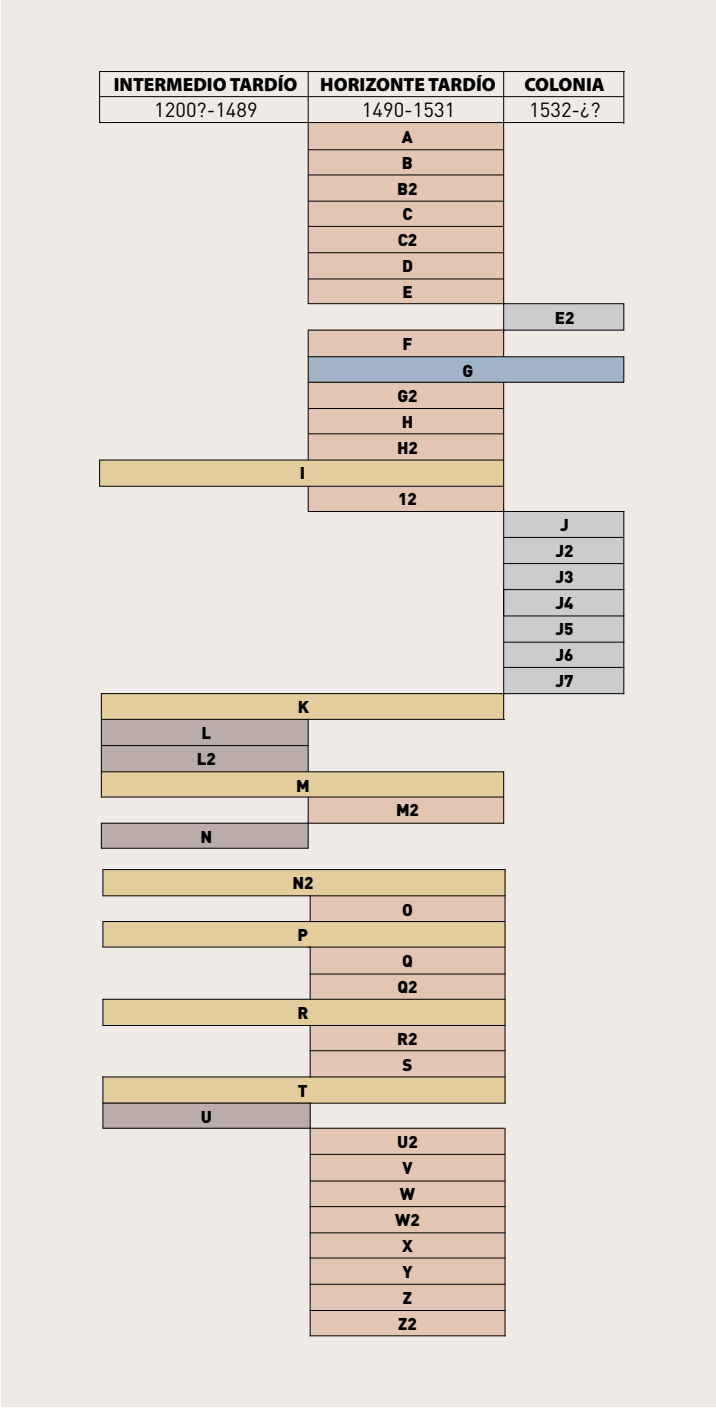 INTERMEDIO TARDÍO HORIZONTE TARDÍO COLONIA
1200?-1489 1490-1531 1532-¿?
A
B
B2
C
C2
D
E
E2
F
G
G2
H
H2
I
12
J
J2
J3
J4
J5
J6
J7
K
L
L2
M
M2
N
N2
O
P
Q
Q2
R
R2
S
T
U
U2
V
W
W2
X
Y
Z
Z2